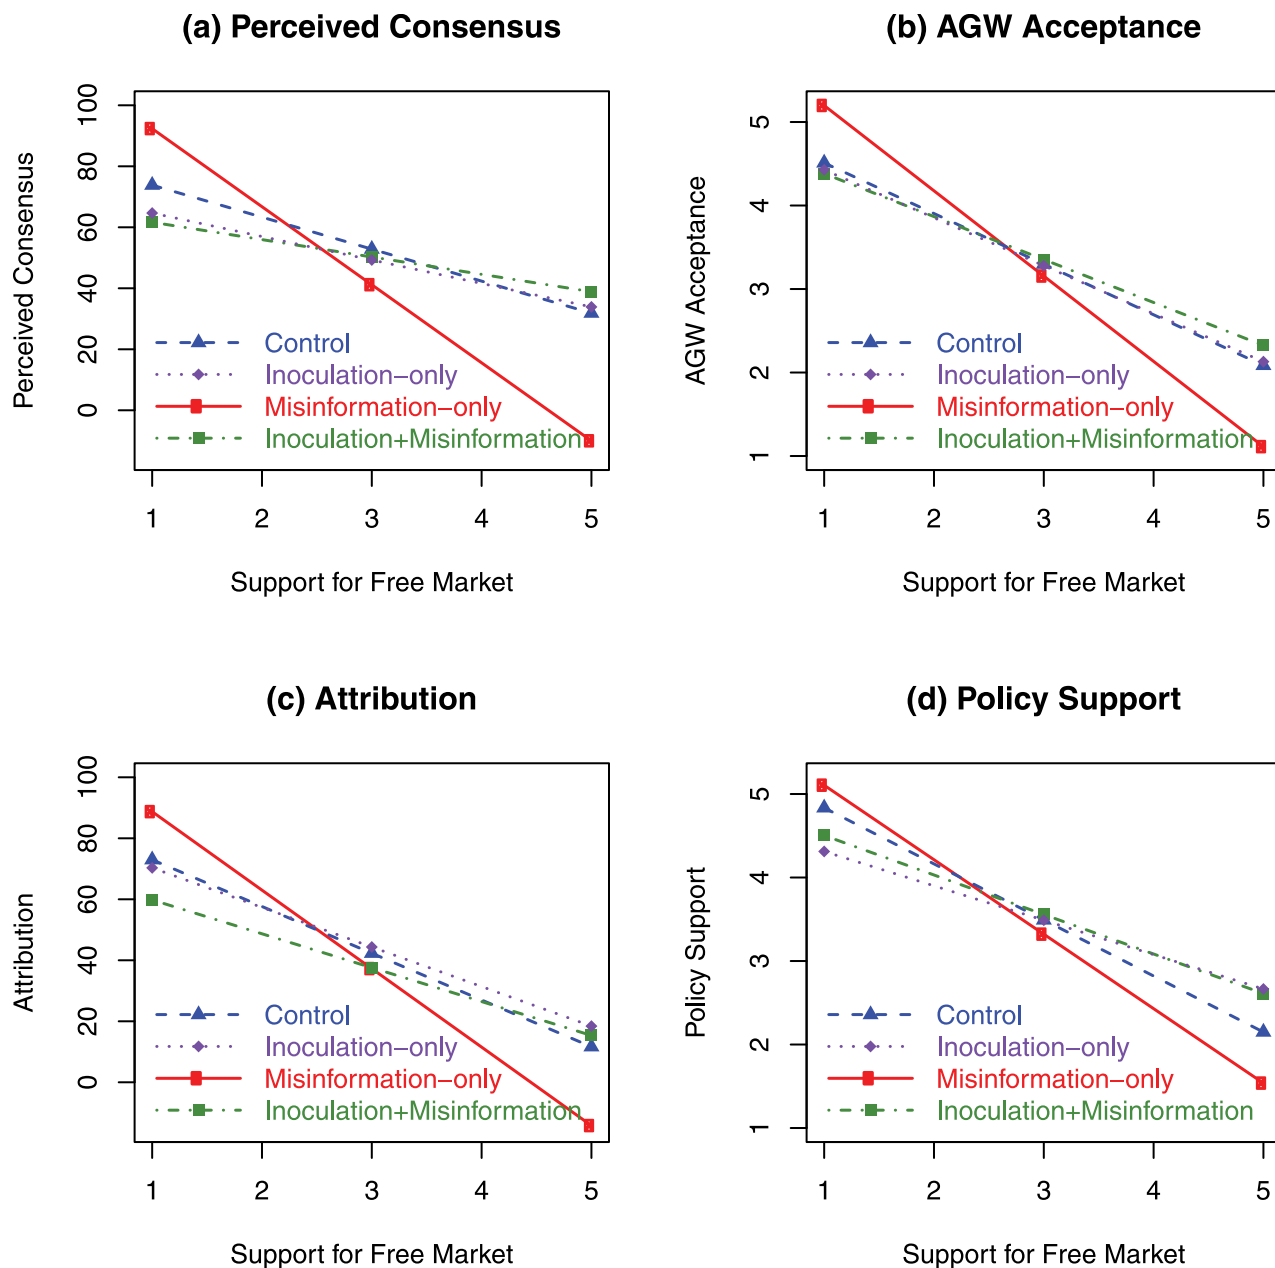 (a) Perceived Consensus
Perceived Consensus
100
80
60
40
20
0
Control
Inoculation−only
Misinformation−only
Inoculation+Misinformation
1 2 3 4 5
Support for Free Market
(b) AGW Acceptance
AGW Acceptance
5
4
3
2
1
Control
Inoculation−only
Misinformation−only
Inoculation+Misinformation
1 2 3 4 5
Support for Free Market
(c) Attribution
Attribution
100
80
60
40
20
0
Control
Inoculation−only
Misinformation−only
Inoculation+Misinformation
1 2 3 4 5
Support for Free Market
(d) Policy Support
Policy Support
5
4
3
2
1
Control
Inoculation−only
Misinformation−only
Inoculation+Misinformation
1 2 3 4 5
Support for Free Market